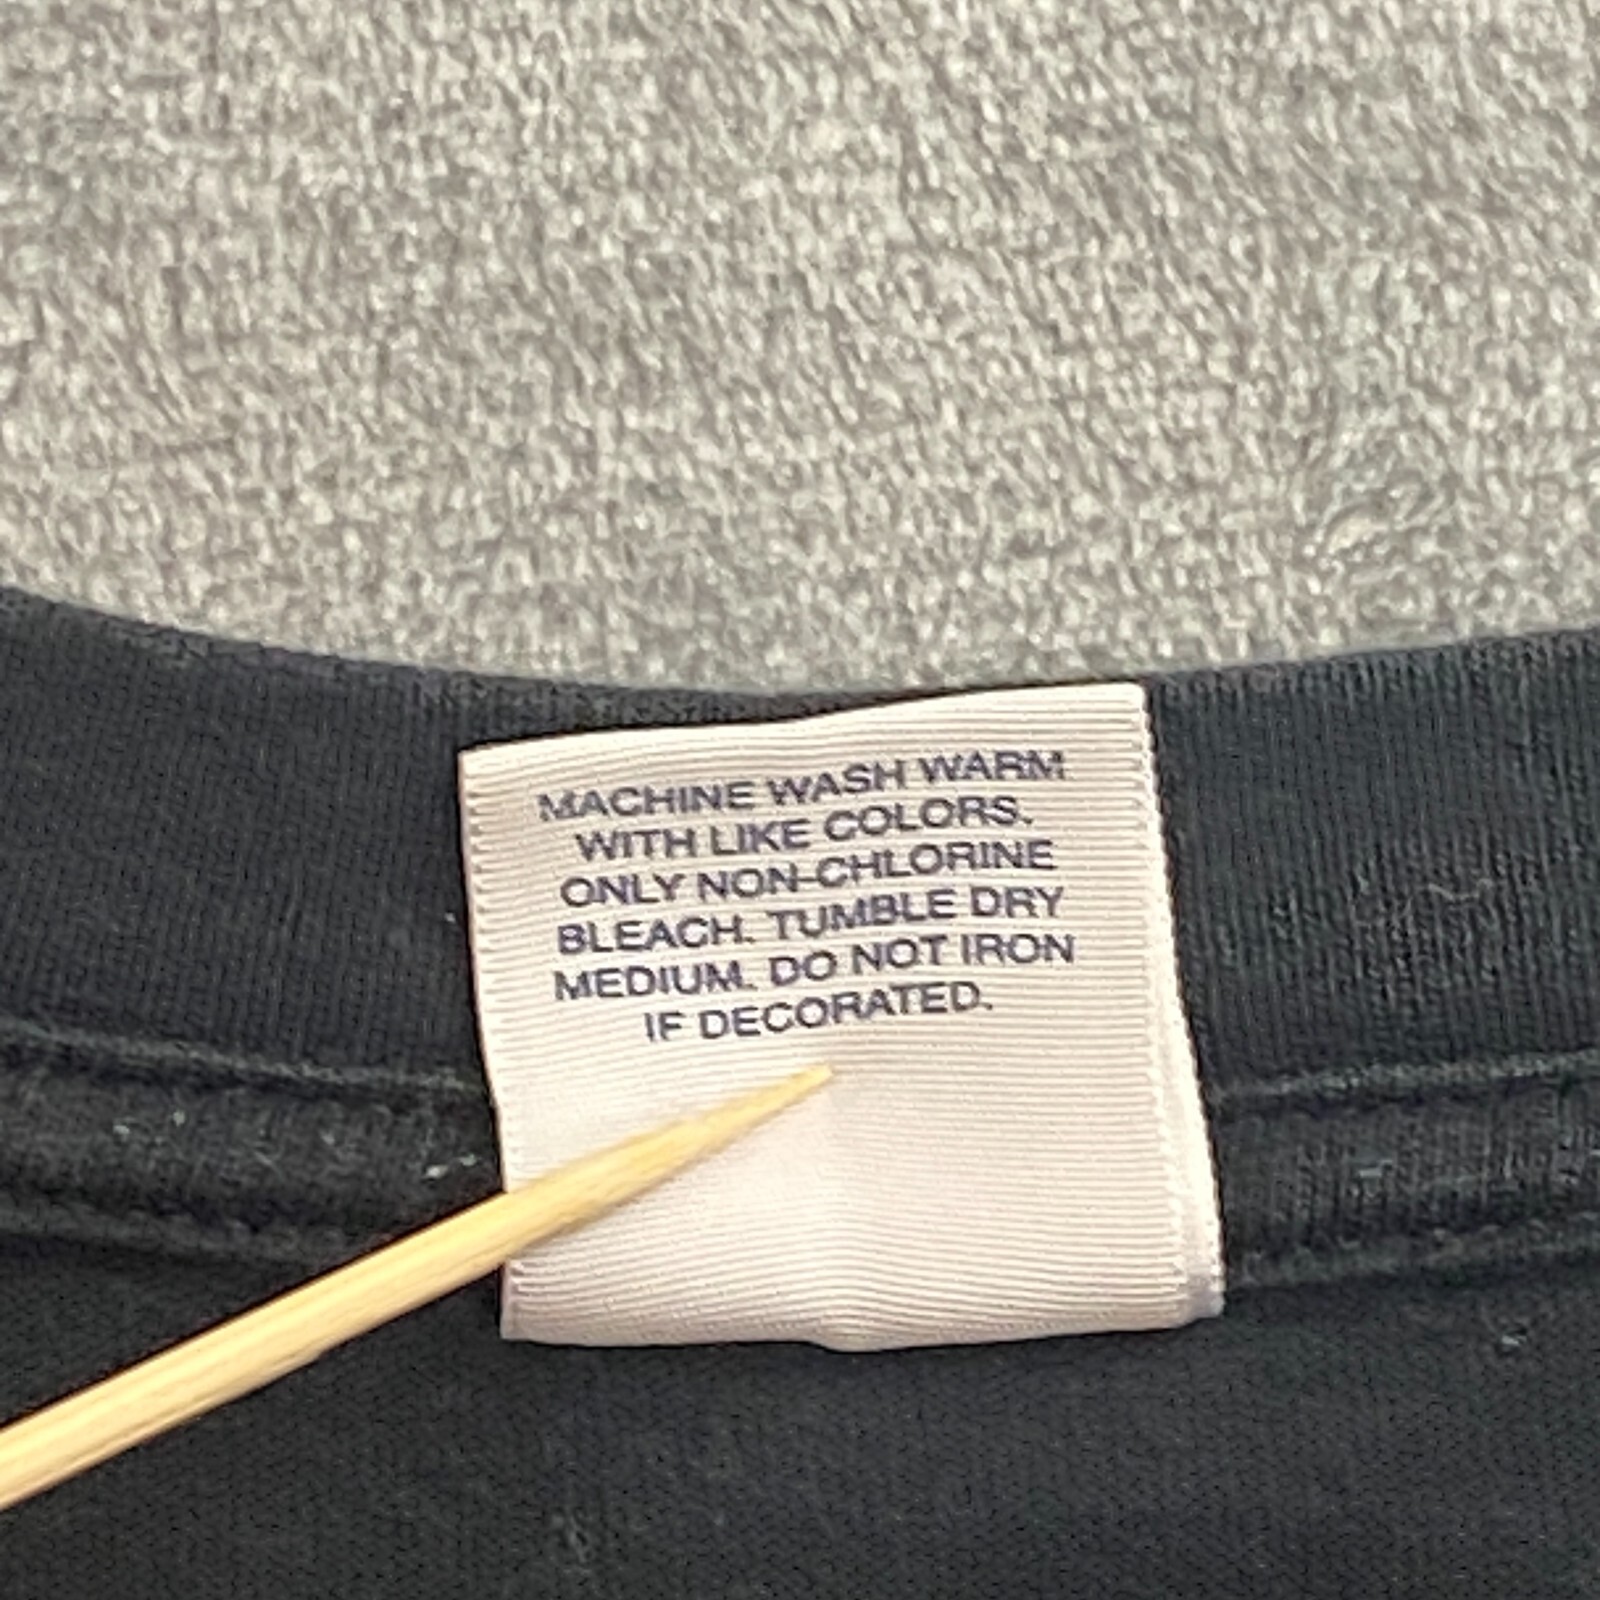 MACHINE WASH WARM
WITH LIKE COLORS.
ONLY NON-CHLORINE
BLEACH. TUMBLE DRY
MEDIUM. DO NOT IRON
IF DECORATED.